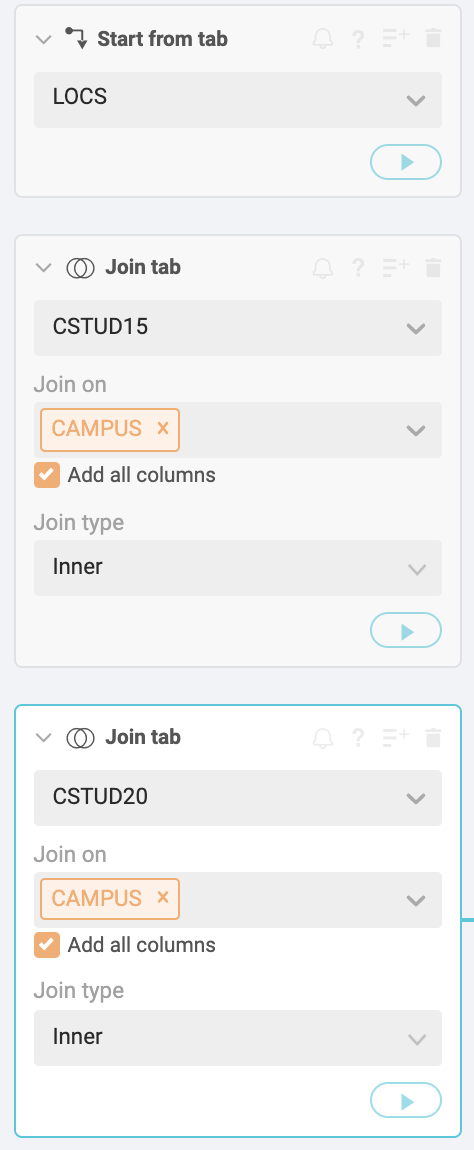 Start from tab
LOCS
Join tab
CSTUD15
Join on
CAMPUS ×
Add all columns
Join type
Inner
Join tab
CSTUD20
Join on
CAMPUS ×
Add all columns
Join type
Inner